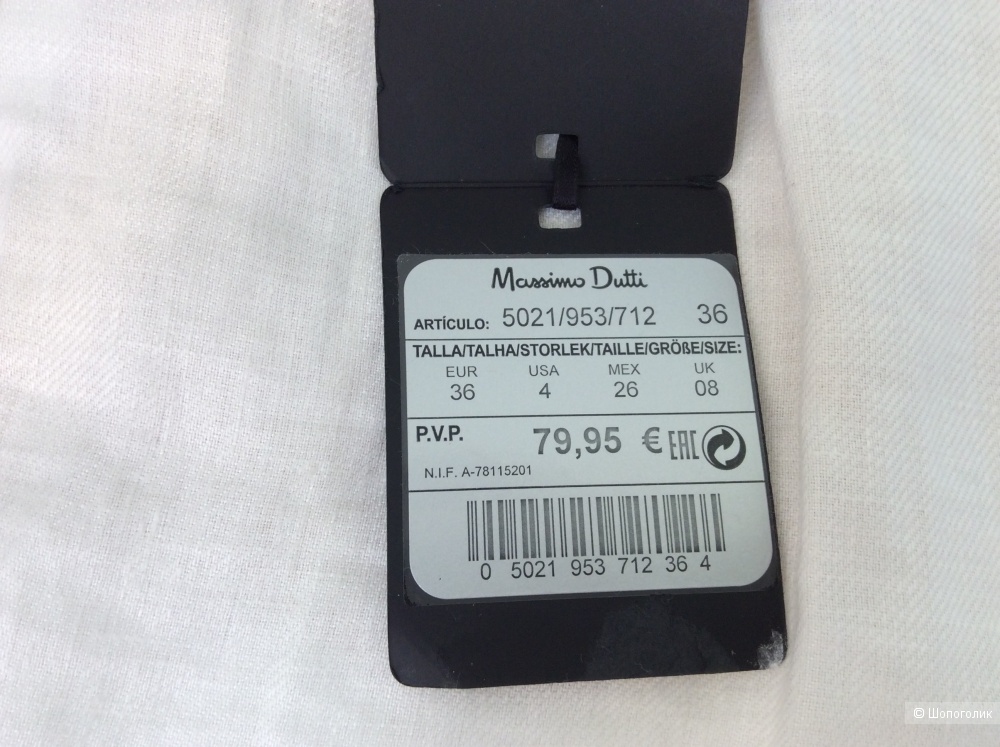 Massimo Dutti
ARTÍCULO: 5021/953/712 36
TALLA/TALHA/STORLEK/TAILLE/GRÖßE/SIZE:
EUR USA MEX UK
36 4 26 08
P.V.P. 79,95 € EAC
N.I.F. A-78115201
0 5021 953 712 36 4
© Шопоголик